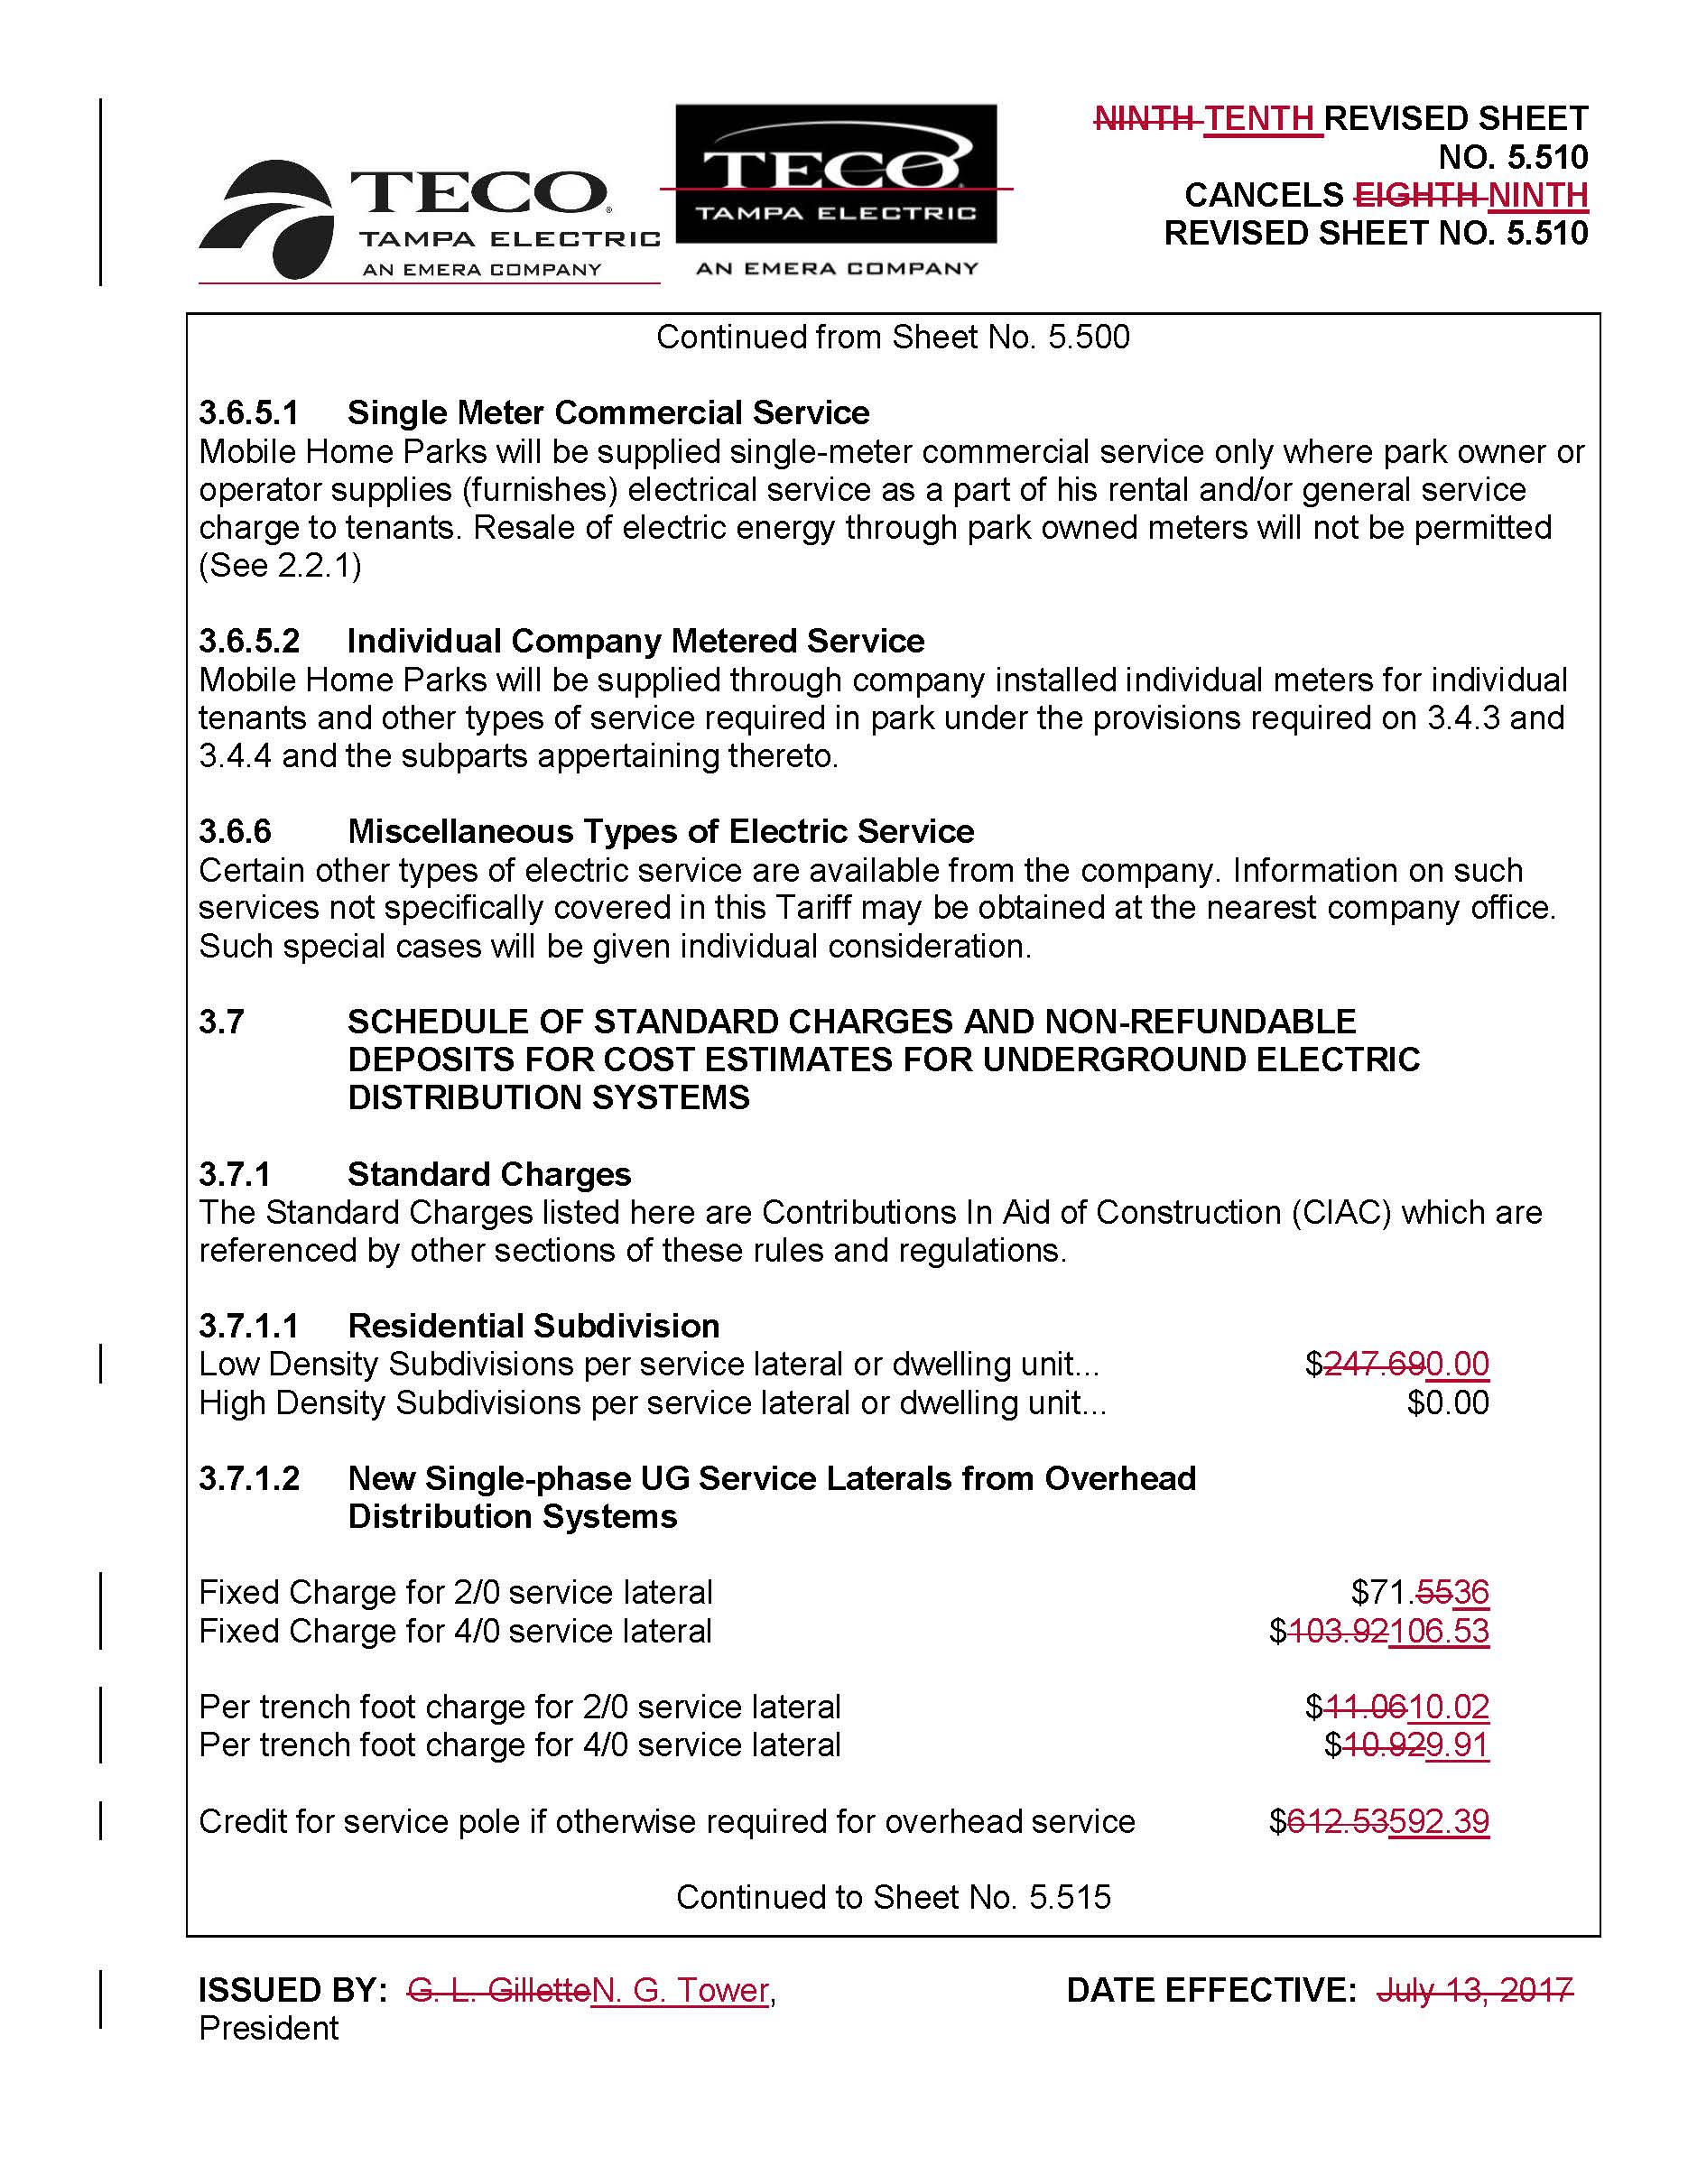 NINTH TENTH REVISED SHEET
NO. 5.510
CANCELS EIGHTH NINTH
REVISED SHEET NO. 5.510
TECO®
TAMPA ELECTRIC
AN EMERA COMPANY
TECO®
TAMPA ELECTRIC
AN EMERA COMPANY
Continued from Sheet No. 5.500
3.6.5.1 Single Meter Commercial Service
Mobile Home Parks will be supplied single-meter commercial service only where park owner or
operator supplies (furnishes) electrical service as a part of his rental and/or general service
charge to tenants. Resale of electric energy through park owned meters will not be permitted
(See 2.2.1)
3.6.5.2 Individual Company Metered Service
Mobile Home Parks will be supplied through company installed individual meters for individual
tenants and other types of service required in park under the provisions required on 3.4.3 and
3.4.4 and the subparts appertaining thereto.
3.6.6 Miscellaneous Types of Electric Service
Certain other types of electric service are available from the company. Information on such
services not specifically covered in this Tariff may be obtained at the nearest company office.
Such special cases will be given individual consideration.
3.7 SCHEDULE OF STANDARD CHARGES AND NON-REFUNDABLE
DEPOSITS FOR COST ESTIMATES FOR UNDERGROUND ELECTRIC
DISTRIBUTION SYSTEMS
3.7.1 Standard Charges
The Standard Charges listed here are Contributions In Aid of Construction (CIAC) which are
referenced by other sections of these rules and regulations.
3.7.1.1 Residential Subdivision
Low Density Subdivisions per service lateral or dwelling unit... $247.690.00
High Density Subdivisions per service lateral or dwelling unit... $0.00
3.7.1.2 New Single-phase UG Service Laterals from Overhead
Distribution Systems
Fixed Charge for 2/0 service lateral $71.5536
Fixed Charge for 4/0 service lateral $103.92106.53
Per trench foot charge for 2/0 service lateral $11.0610.02
Per trench foot charge for 4/0 service lateral $10.929.91
Credit for service pole if otherwise required for overhead service $612.53592.39
Continued to Sheet No. 5.515
ISSUED BY: G. L. GilletteN. G. Tower, DATE EFFECTIVE: July 13, 2017
President